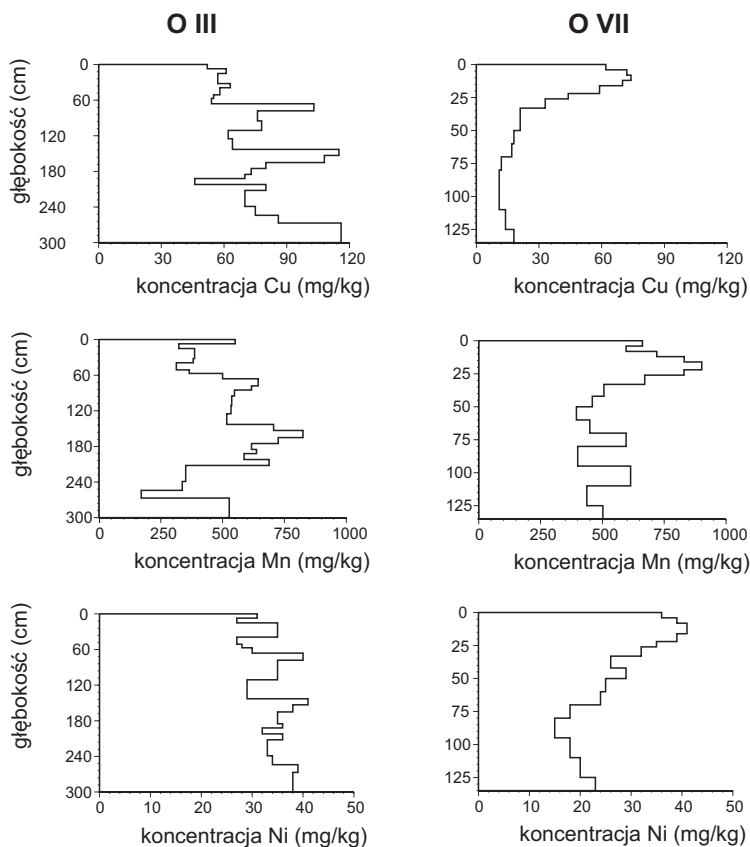 O III
O VII
głębokość (cm)
0
60
120
180
240
300
0 30 60 90 120
koncentracja Cu (mg/kg)
0
25
50
75
100
125
0 30 60 90 120
koncentracja Cu (mg/kg)
głębokość (cm)
0
60
120
180
240
300
0 250 500 750 1000
koncentracja Mn (mg/kg)
0
25
50
75
100
125
0 250 500 750 1000
koncentracja Mn (mg/kg)
głębokość (cm)
0
60
120
180
240
300
0 10 20 30 40 50
koncentracja Ni (mg/kg)
0
25
50
75
100
125
0 10 20 30 40 50
koncentracja Ni (mg/kg)